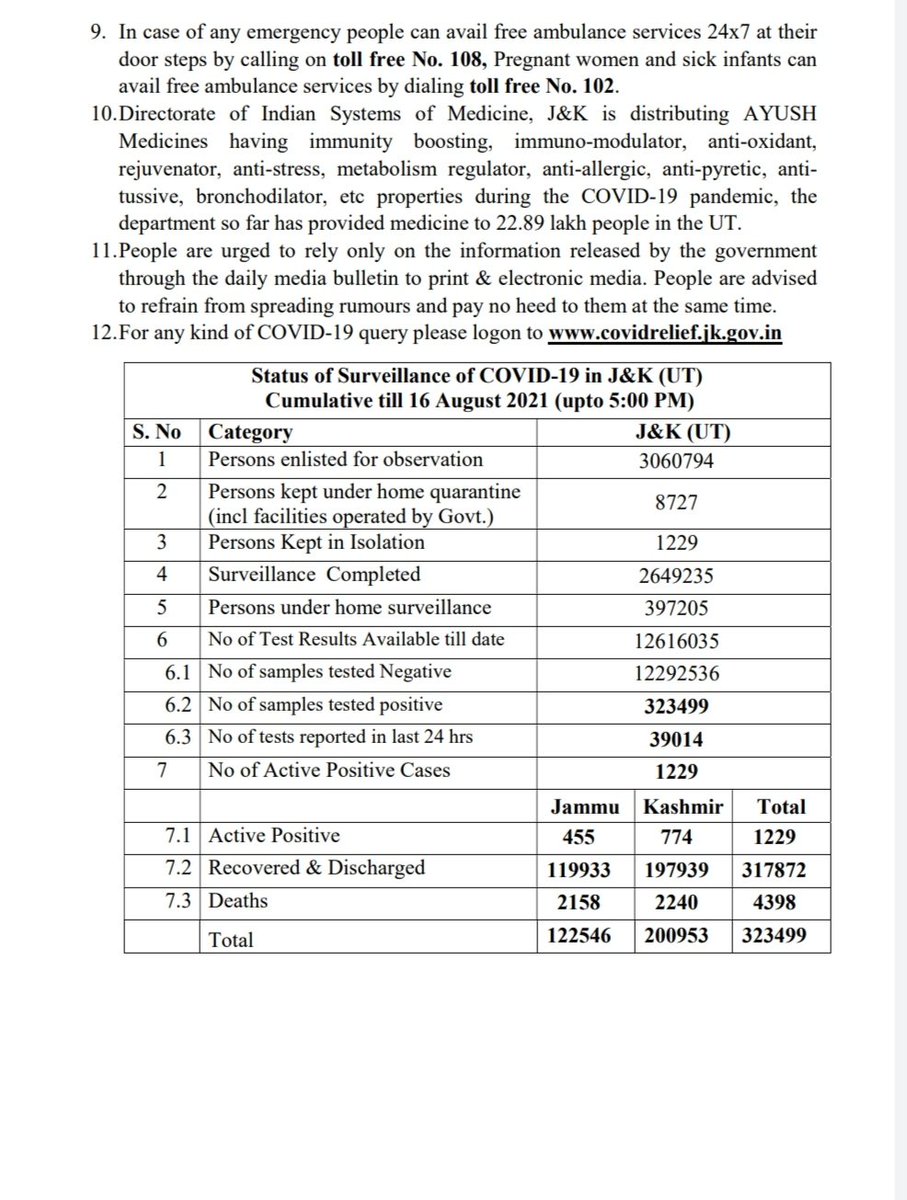 9. In case of any emergency people can avail free ambulance services 24x7 at their
door steps by calling on toll free No. 108, Pregnant women and sick infants can
avail free ambulance services by dialing toll free No. 102.
10.Directorate of Indian Systems of Medicine, J&K is distributing AYUSH
Medicines having immunity boosting, immuno-modulator, anti-oxidant,
rejuvenator, anti-stress, metabolism regulator, anti-allergic, anti-pyretic, anti-
tussive, bronchodilator, etc properties during the COVID-19 pandemic, the
department so far has provided medicine to 22.89 lakh people in the UT.
11.People are urged to rely only on the information released by the government
through the daily media bulletin to print & electronic media. People are advised
to refrain from spreading rumours and pay no heed to them at the same time.
12.For any kind of COVID-19 query please logon to www.covidrelief.jk.gov.in
Status of Surveillance of COVID-19 in J&K (UT)
Cumulative till 16 August 2021 (upto 5:00 PM)
S. No Category J&K (UT)
1 Persons enlisted for observation 3060794
2 Persons kept under home quarantine
(incl facilities operated by Govt.) 8727
3 Persons Kept in Isolation 1229
4 Surveillance Completed 2649235
5 Persons under home surveillance 397205
6 No of Test Results Available till date 12616035
6.1 No of samples tested Negative 12292536
6.2 No of samples tested positive 323499
6.3 No of tests reported in last 24 hrs 39014
7 No of Active Positive Cases 1229
Jammu Kashmir Total
7.1 Active Positive 455 774 1229
7.2 Recovered & Discharged 119933 197939 317872
7.3 Deaths 2158 2240 4398
Total 122546 200953 323499